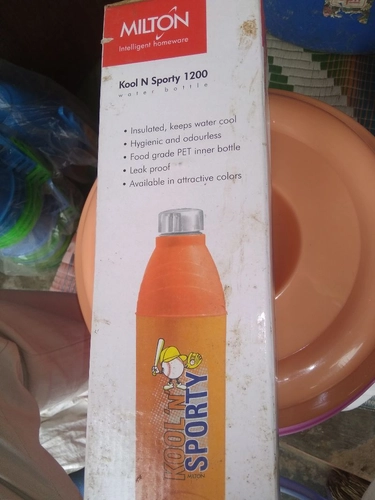 MILTON
Intelligent homeware
Kool N Sporty 1200
water bottle
• Insulated, keeps water cool
• Hygienic and odourless
• Food grade PET inner bottle
• Leak proof
• Available in attractive colors
KOOL'N
SPORTY
MILTON